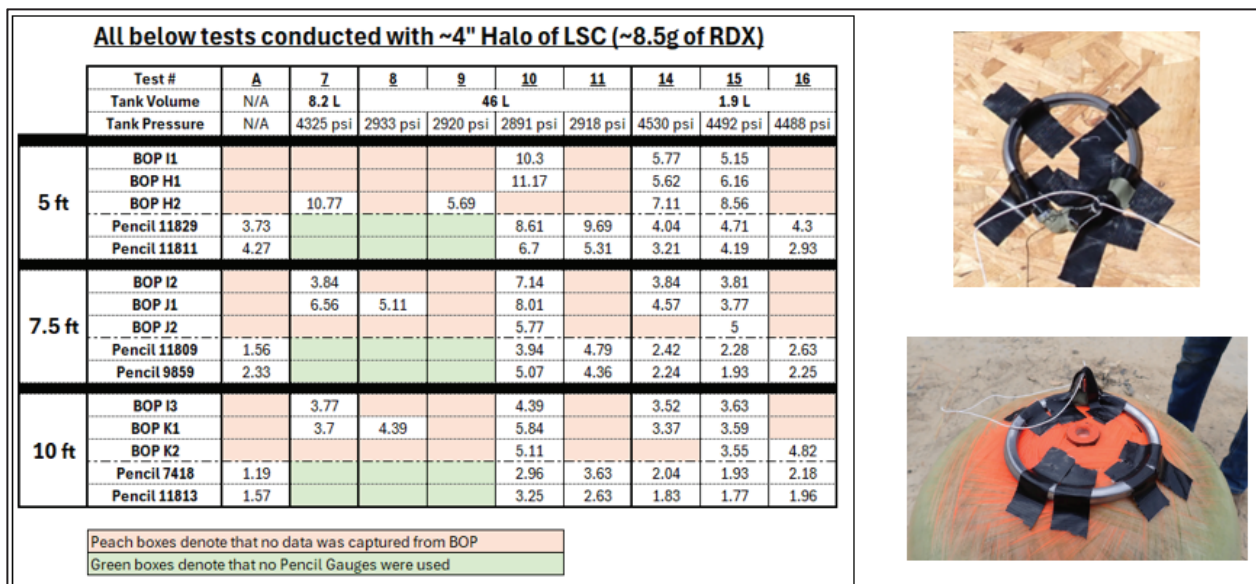 All below tests conducted with ~4" Halo of LSC (~8.5g of RDX)
Test # A 7 8 9 10 11 14 15 16
Tank Volume N/A 8.2 L 46 L 1.9 L
Tank Pressure N/A 4325 psi 2933 psi 2920 psi 2891 psi 2918 psi 4530 psi 4492 psi 4488 psi
5 ft
BOP I1 10.3 5.77 5.15
BOP H1 11.17 5.62 6.16
BOP H2 10.77 5.69 7.11 8.56
Pencil 11829 3.73 8.61 9.69 4.04 4.71 4.3
Pencil 11811 4.27 6.7 5.31 3.21 4.19 2.93
7.5 ft
BOP I2 3.84 7.14 3.84 3.81
BOP J1 6.56 5.11 8.01 4.57 3.77
BOP J2 5.77 5
Pencil 11809 1.56 3.94 4.79 2.42 2.28 2.63
Pencil 9859 2.33 5.07 4.36 2.24 1.93 2.25
10 ft
BOP I3 3.77 4.39 3.52 3.63
BOP K1 3.7 4.39 5.84 3.37 3.59
BOP K2 5.11 3.55 4.82
Pencil 7418 1.19 2.96 3.63 2.04 1.93 2.18
Pencil 11813 1.57 3.25 2.63 1.83 1.77 1.96
Peach boxes denote that no data was captured from BOP
Green boxes denote that no Pencil Gauges were used